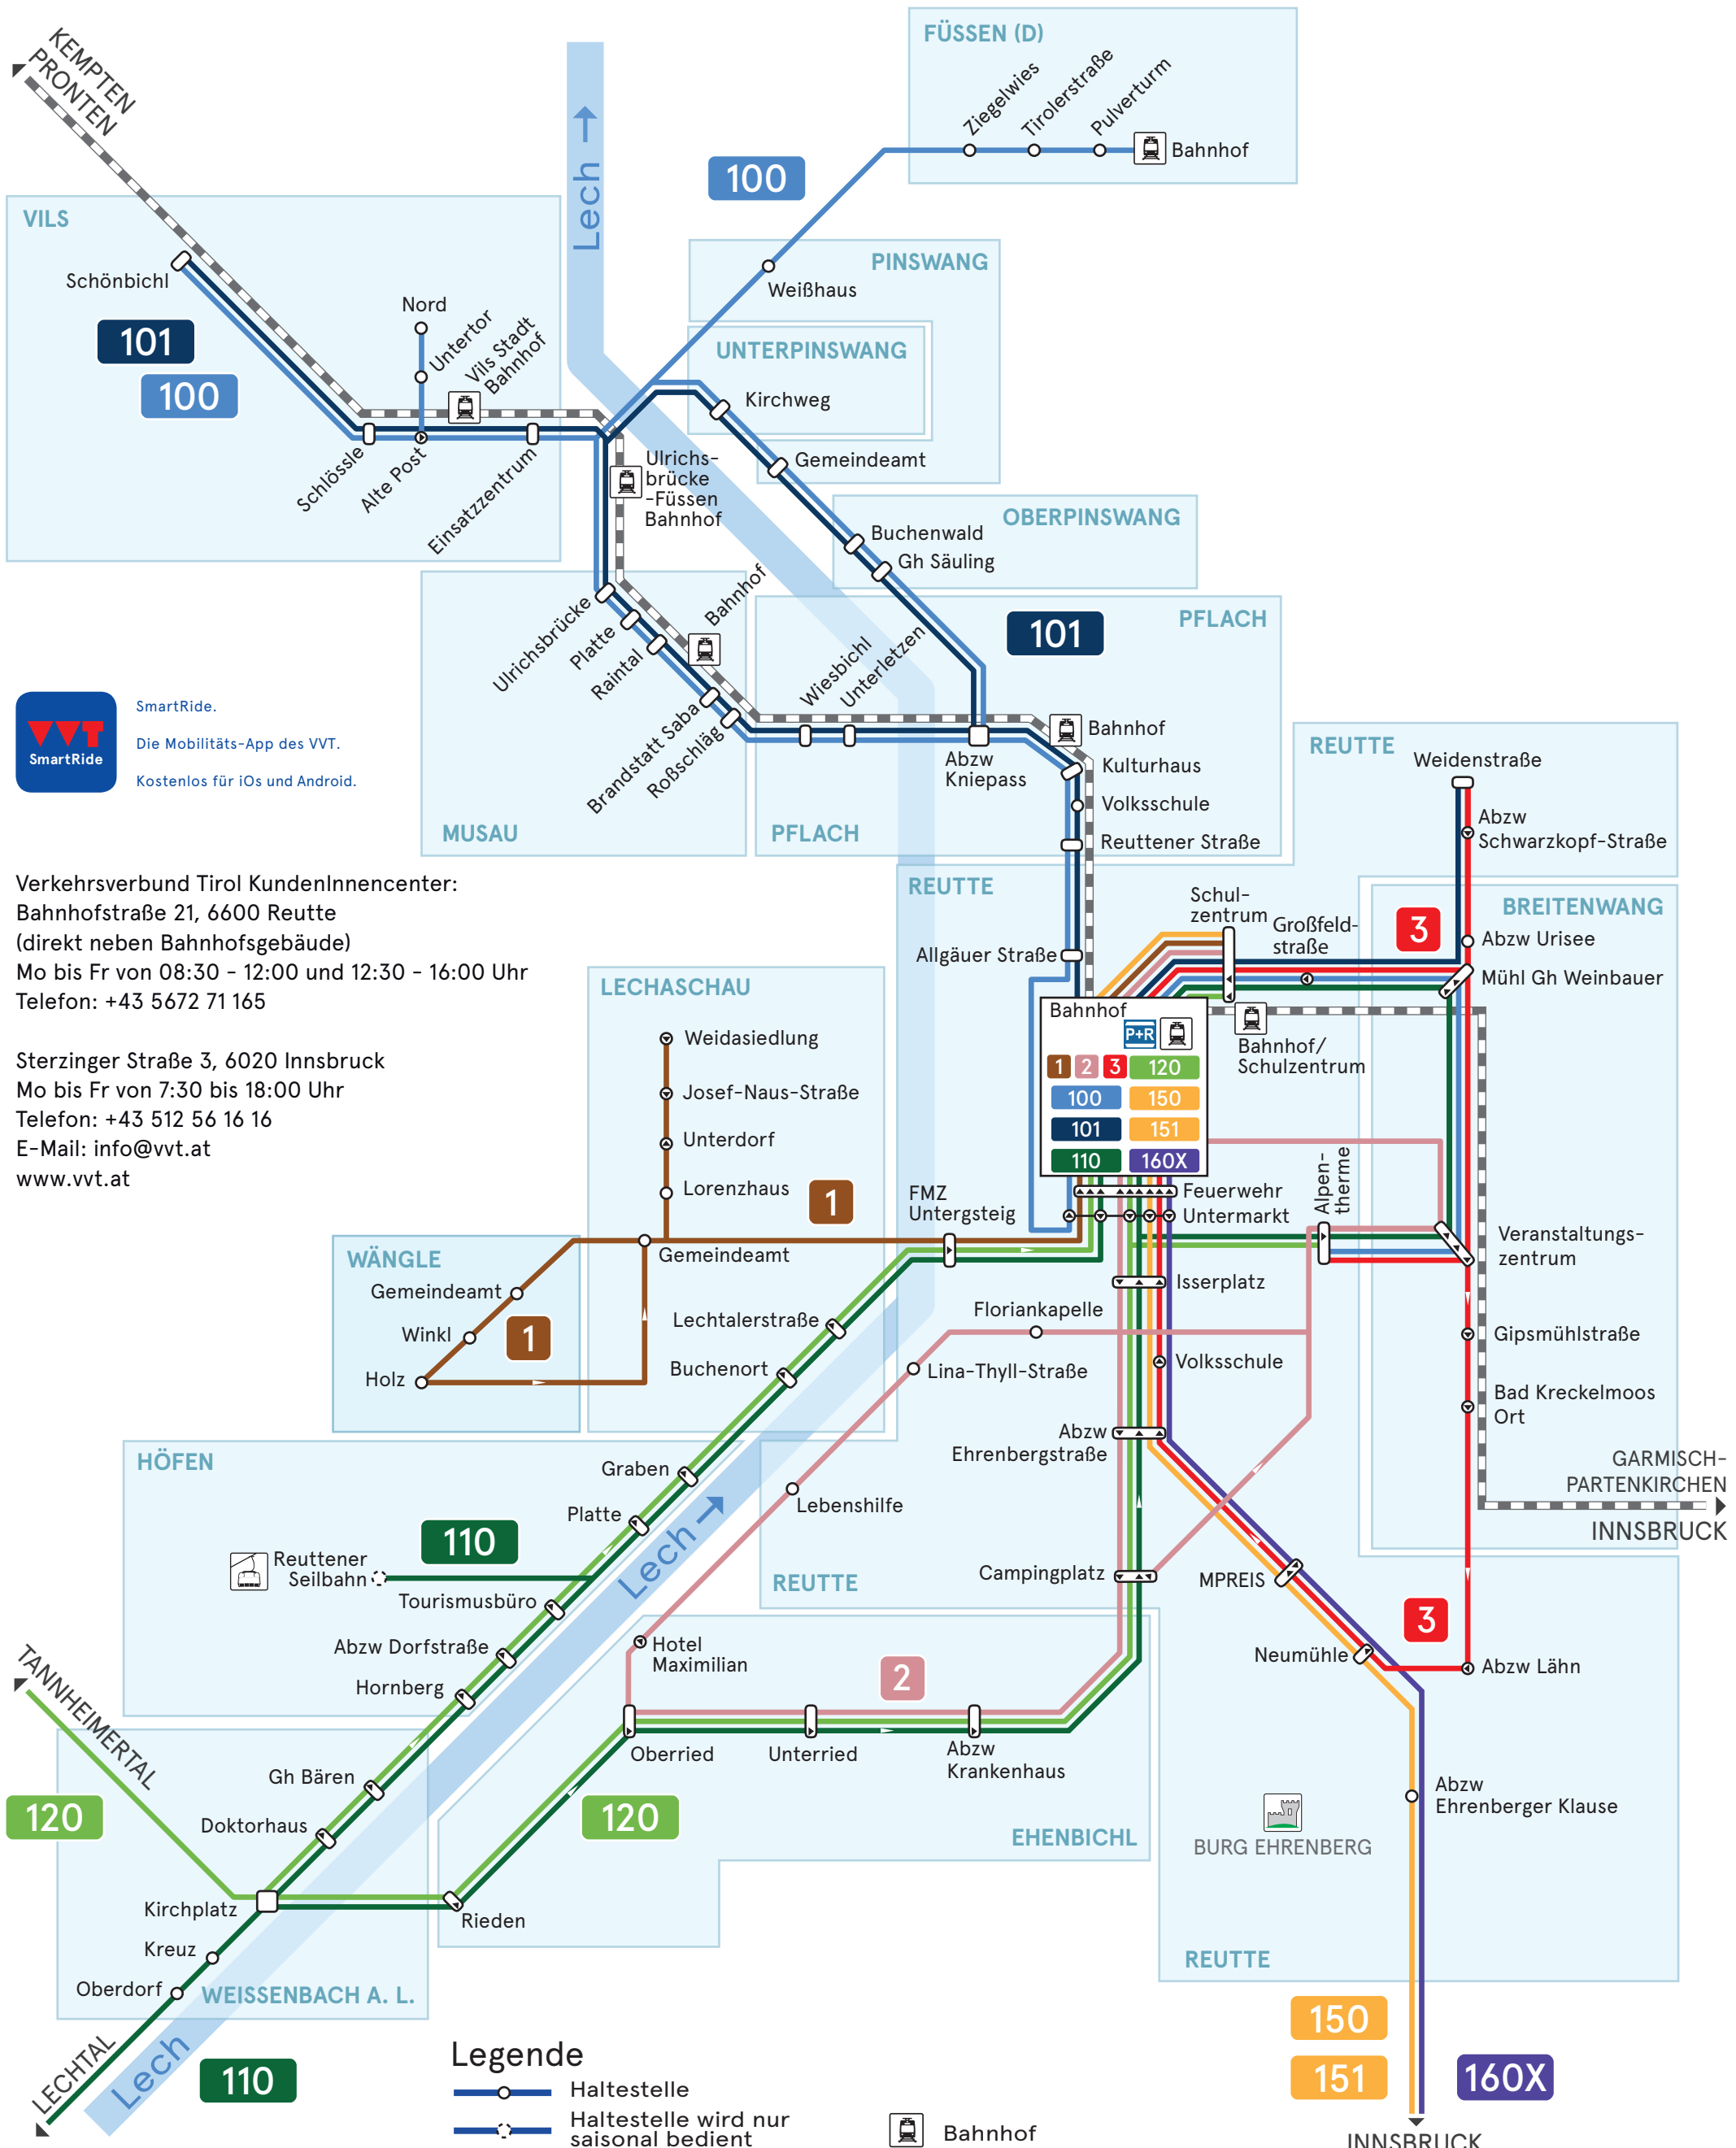 KEMPTEN
PRONTEN
FÜSSEN (D)
Ziegelwies
Tirolerstraße
Pulverturm
Bahnhof
100
Lech
VILS
Schönbichl
101
100
Nord
Untertor
Vils Stadt
Bahnhof
Schlössle
Alte Post
Einsatzzentrum
PINSWANG
Weißhaus
UNTERPINSWANG
Kirchweg
Gemeindeamt
Ulrichs-
brücke
-Füssen
Bahnhof
OBERPINSWANG
Buchenwald
Gh Säuling
MUSAU
Ulrichsbrücke
Platte
Raintal
Bahnhof
Brandstatt Saba
Roßschläg
PFLACH
101
Wiesbichl
Unterletzen
Abzw
Kniepass
Bahnhof
Kulturhaus
Volksschule
Reuttener Straße
PFLACH
VVT
SmartRide
SmartRide.
Die Mobilitäts-App des VVT.
Kostenlos für iOs und Android.
Verkehrsverbund Tirol KundenInnencenter:
Bahnhofstraße 21, 6600 Reutte
(direkt neben Bahnhofsgebäude)
Mo bis Fr von 08:30 - 12:00 und 12:30 - 16:00 Uhr
Telefon: +43 5672 71 165
Sterzinger Straße 3, 6020 Innsbruck
Mo bis Fr von 7:30 bis 18:00 Uhr
Telefon: +43 512 56 16 16
E-Mail: info@vvt.at
www.vvt.at
REUTTE
Weidenstraße
Abzw
Schwarzkopf-Straße
REUTTE
Schul-
zentrum
Großfeld-
straße
3
BREITENWANG
Abzw Urisee
Mühl Gh Weinbauer
Allgäuer Straße
Bahnhof
P+R
1 2 3 120
100 150
101 151
110 160X
Bahnhof/
Schulzentrum
LECHASCHAU
Weidasiedlung
Josef-Naus-Straße
Unterdorf
Lorenzhaus
1
Gemeindeamt
FMZ
Untergsteig
Feuerwehr
Untermarkt
Alpen-
therme
Veranstaltungs-
zentrum
WÄNGLE
Gemeindeamt
Winkl
1
Holz
Lechtalerstraße
Buchenort
Isserplatz
Floriankapelle
Lina-Thyll-Straße
Volksschule
Gipsmühlstraße
Bad Kreckelmoos
Ort
Abzw
Ehrenbergstraße
GARMISCH-
PARTENKIRCHEN
INNSBRUCK
HÖFEN
Graben
Platte
110
Reuttener
Seilbahn
Tourismusbüro
Abzw Dorfstraße
Hornberg
Lebenshilfe
Lech
REUTTE
Campingplatz
MPREIS
3
Neumühle
Abzw Lähn
Hotel
Maximilian
2
Oberried
Unterried
Abzw
Krankenhaus
TANNHEIMERTAL
120
Gh Bären
Doktorhaus
120
EHENBICHL
Abzw
Ehrenberger Klause
BURG EHRENBERG
Kirchplatz
Rieden
Kreuz
Oberdorf
WEISSENBACH A. L.
REUTTE
LECHTAL
Lech
110
150
151
160X
INNSBRUCK
Legende
Haltestelle
Haltestelle wird nur
saisonal bedient
Bahnhof